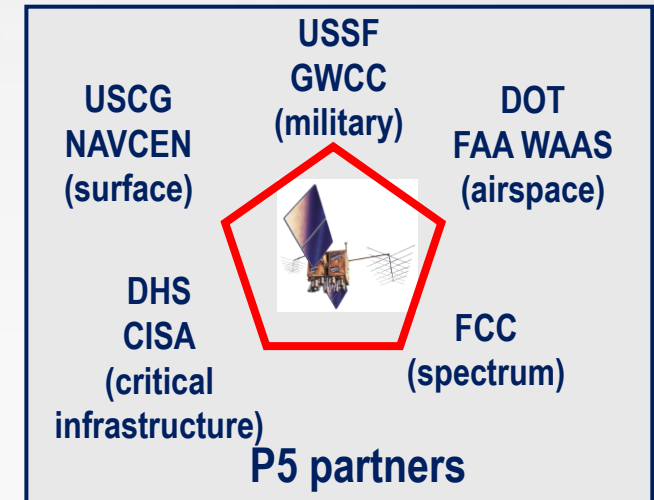 USSF
GWCC
(military)
USCG
NAVCEN
(surface)
DOT
FAA WAAS
(airspace)
DHS
CISA
(critical
infrastructure)
FCC
(spectrum)
P5 partners